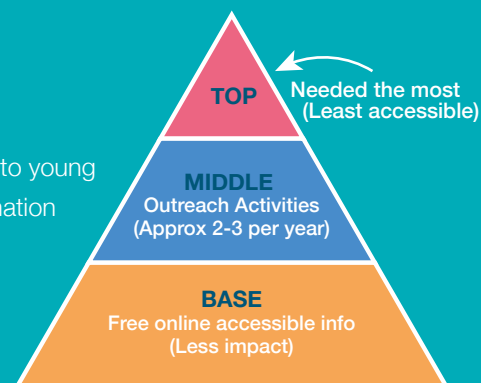 TOP
Needed the most
(Least accessible)
to young
MIDDLE
Outreach Activities
(Approx 2-3 per year)
BASE
Free online accessible info
(Less impact)